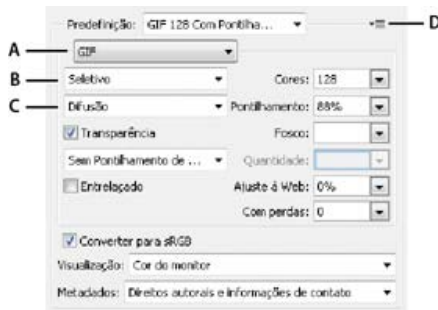 Predefinição: GIF 128 Com Pontilha... D
A GIF
B Seletivo Cores: 128
C Difusão Pontilhamento: 88%
Transparência Fosco:
Sem Pontilhamento de ... Quantidade:
Entrelaçado Ajuste à Web: 0%
Com perdas: 0
Converter para sRGB
Visualização: Cor do monitor
Metadados: Direitos autorais e informações de contato